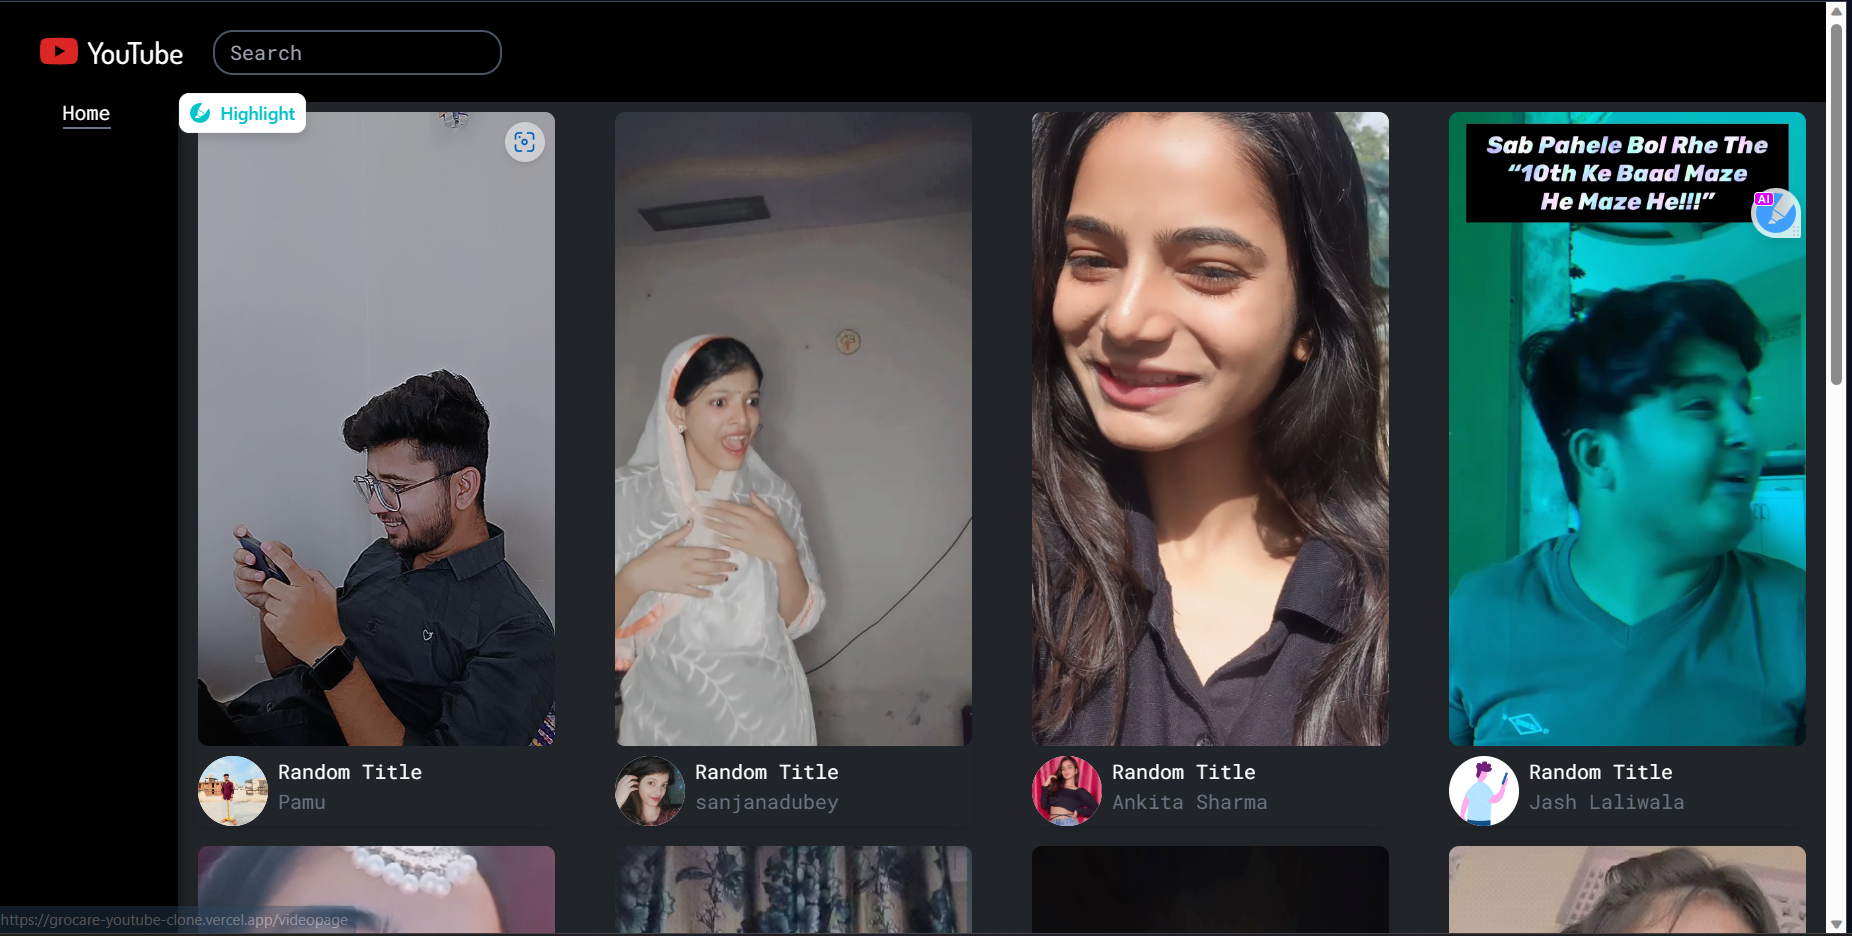 YouTube
Search
Home
Highlight
Sab Pahele Bol Rhe The
“10th Ke Baad Maze
He Maze He!!!”
AI
Random Title
Pamu
Random Title
sanjanadubey
Random Title
Ankita Sharma
Random Title
Jash Laliwala
https://grocare-youtube-clone.vercel.app/videopage